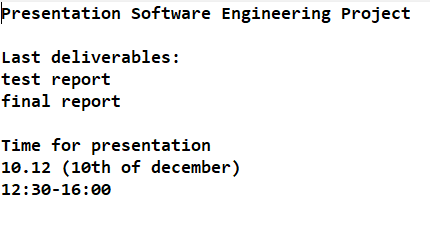 Presentation Software Engineering Project
Last deliverables:
test report
final report
Time for presentation
10.12 (10th of december)
12:30-16:00